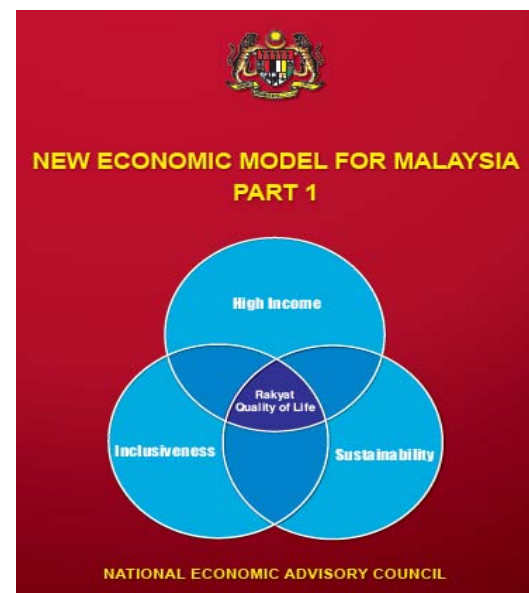 NEW ECONOMIC MODEL FOR MALAYSIA
PART 1
High Income
Rakyat
Quality of Life
Inclusiveness
Sustainability
NATIONAL ECONOMIC ADVISORY COUNCIL